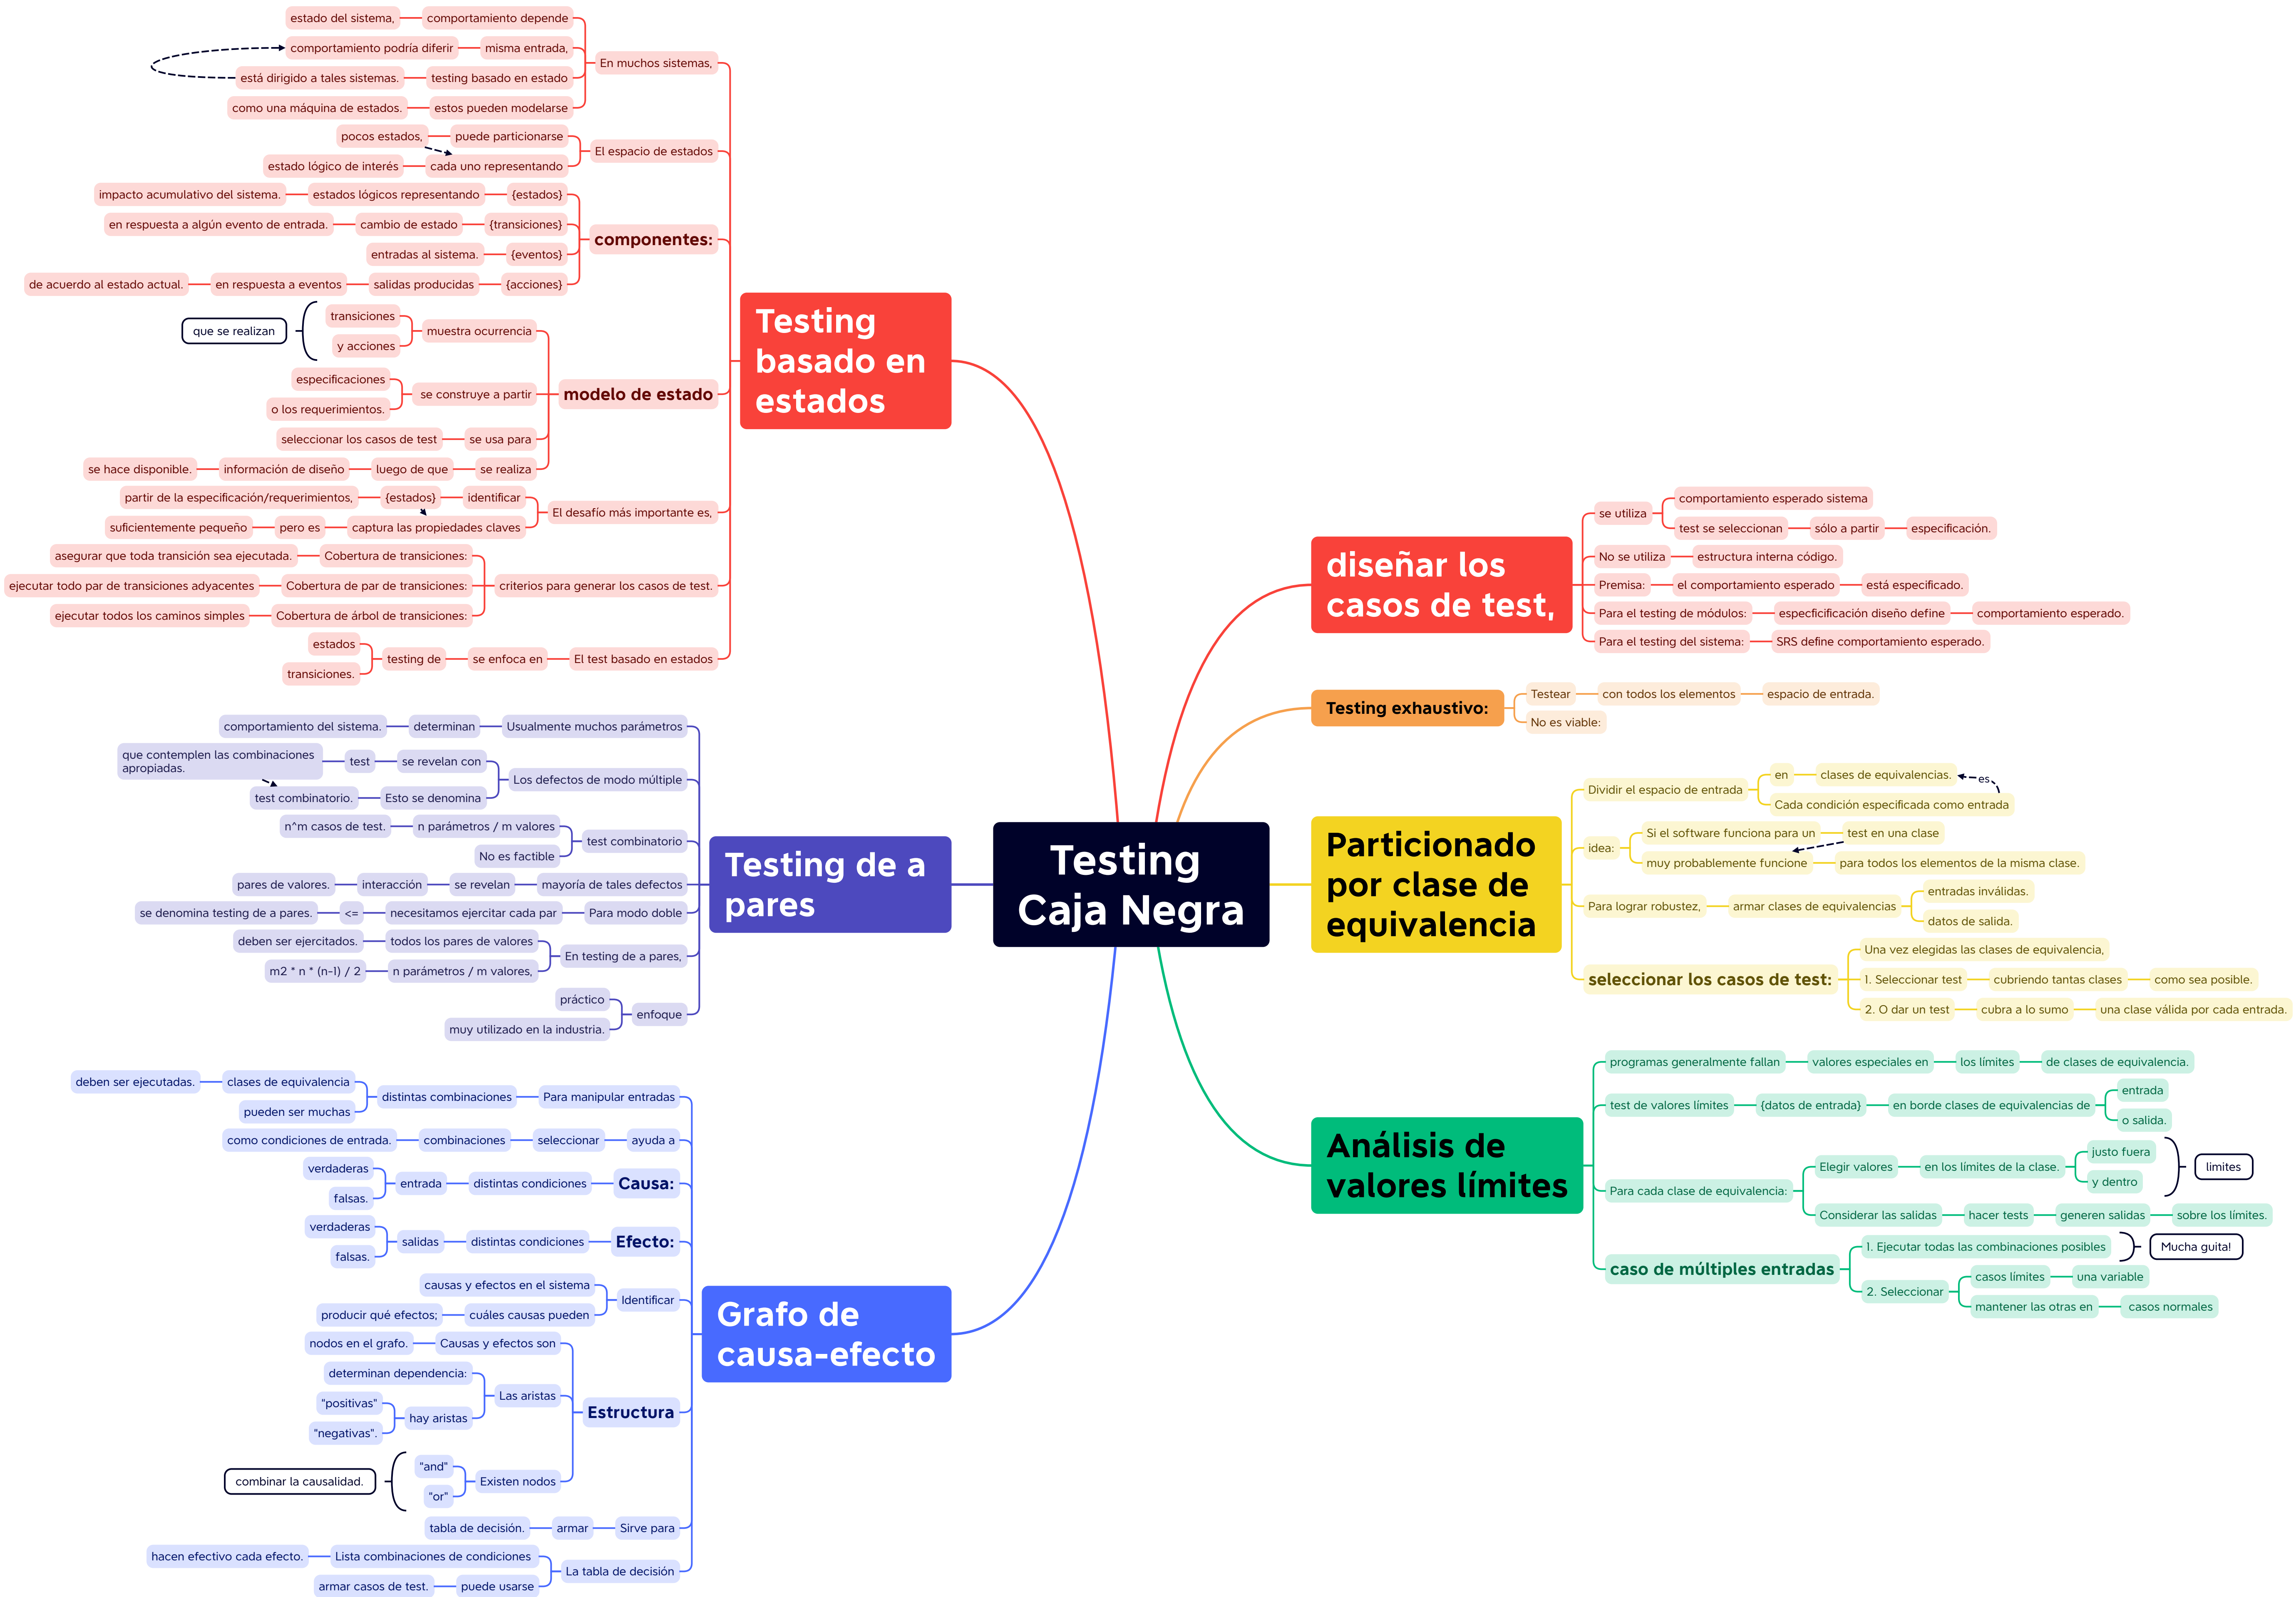 Testing
Caja Negra
Testing
basado en
estados
En muchos sistemas,
comportamiento depende
estado del sistema,
misma entrada,
comportamiento podría diferir
testing basado en estado
está dirigido a tales sistemas.
estos pueden modelarse
como una máquina de estados.
El espacio de estados
puede particionarse
pocos estados,
cada uno representando
estado lógico de interés
componentes:
{estados}
estados lógicos representando
impacto acumulativo del sistema.
{transiciones}
cambio de estado
en respuesta a algún evento de entrada.
{eventos}
entradas al sistema.
{acciones}
salidas producidas
en respuesta a eventos
de acuerdo al estado actual.
modelo de estado
muestra ocurrencia
transiciones
y acciones
que se realizan
se construye a partir
especificaciones
o los requerimientos.
se usa para
seleccionar los casos de test
se realiza
luego de que
información de diseño
se hace disponible.
El desafío más importante es,
identificar
{estados}
partir de la especificación/requerimientos,
captura las propiedades claves
pero es
suficientemente pequeño
criterios para generar los casos de test.
Cobertura de transiciones:
asegurar que toda transición sea ejecutada.
Cobertura de par de transiciones:
ejecutar todo par de transiciones adyacentes
Cobertura de árbol de transiciones:
ejecutar todos los caminos simples
El test basado en estados
se enfoca en
testing de
estados
transiciones.
Testing de a
pares
Usualmente muchos parámetros
determinan
comportamiento del sistema.
Los defectos de modo múltiple
se revelan con
test
que contemplen las combinaciones
apropiadas.
Esto se denomina
test combinatorio.
test combinatorio
n parámetros / m valores
n^m casos de test.
No es factible
mayoría de tales defectos
se revelan
interacción
pares de valores.
Para modo doble
necesitamos ejercitar cada par
<=
se denomina testing de a pares.
En testing de a pares,
todos los pares de valores
deben ser ejercitados.
n parámetros / m valores,
m2 * n * (n-1) / 2
enfoque
práctico
muy utilizado en la industria.
Grafo de
causa-efecto
Para manipular entradas
distintas combinaciones
clases de equivalencia
deben ser ejecutadas.
pueden ser muchas
ayuda a
seleccionar
combinaciones
como condiciones de entrada.
Causa:
distintas condiciones
entrada
verdaderas
falsas.
Efecto:
distintas condiciones
salidas
verdaderas
falsas.
Identificar
causas y efectos en el sistema
cuáles causas pueden
producir qué efectos;
Estructura
Causas y efectos son
nodos en el grafo.
Las aristas
determinan dependencia:
hay aristas
"positivas"
"negativas".
Existen nodos
"and"
"or"
combinar la causalidad.
Sirve para
armar
tabla de decisión.
La tabla de decisión
Lista combinaciones de condiciones
hacen efectivo cada efecto.
puede usarse
armar casos de test.
diseñar los
casos de test,
se utiliza
comportamiento esperado sistema
test se seleccionan
sólo a partir
especificación.
No se utiliza
estructura interna código.
Premisa:
el comportamiento esperado
está especificado.
Para el testing de módulos:
especficificación diseño define
comportamiento esperado.
Para el testing del sistema:
SRS define comportamiento esperado.
Testing exhaustivo:
Testear
con todos los elementos
espacio de entrada.
No es viable:
Particionado
por clase de
equivalencia
Dividir el espacio de entrada
en
clases de equivalencias.
es
Cada condición especificada como entrada
idea:
Si el software funciona para un
test en una clase
muy probablemente funcione
para todos los elementos de la misma clase.
Para lograr robustez,
armar clases de equivalencias
entradas inválidas.
datos de salida.
seleccionar los casos de test:
Una vez elegidas las clases de equivalencia,
1. Seleccionar test
cubriendo tantas clases
como sea posible.
2. O dar un test
cubra a lo sumo
una clase válida por cada entrada.
Análisis de
valores límites
programas generalmente fallan
valores especiales en
los límites
de clases de equivalencia.
test de valores límites
{datos de entrada}
en borde clases de equivalencias de
entrada
o salida.
Para cada clase de equivalencia:
Elegir valores
en los límites de la clase.
justo fuera
y dentro
limites
Considerar las salidas
hacer tests
generen salidas
sobre los límites.
caso de múltiples entradas
1. Ejecutar todas las combinaciones posibles
Mucha guita!
2. Seleccionar
casos límites
una variable
mantener las otras en
casos normales